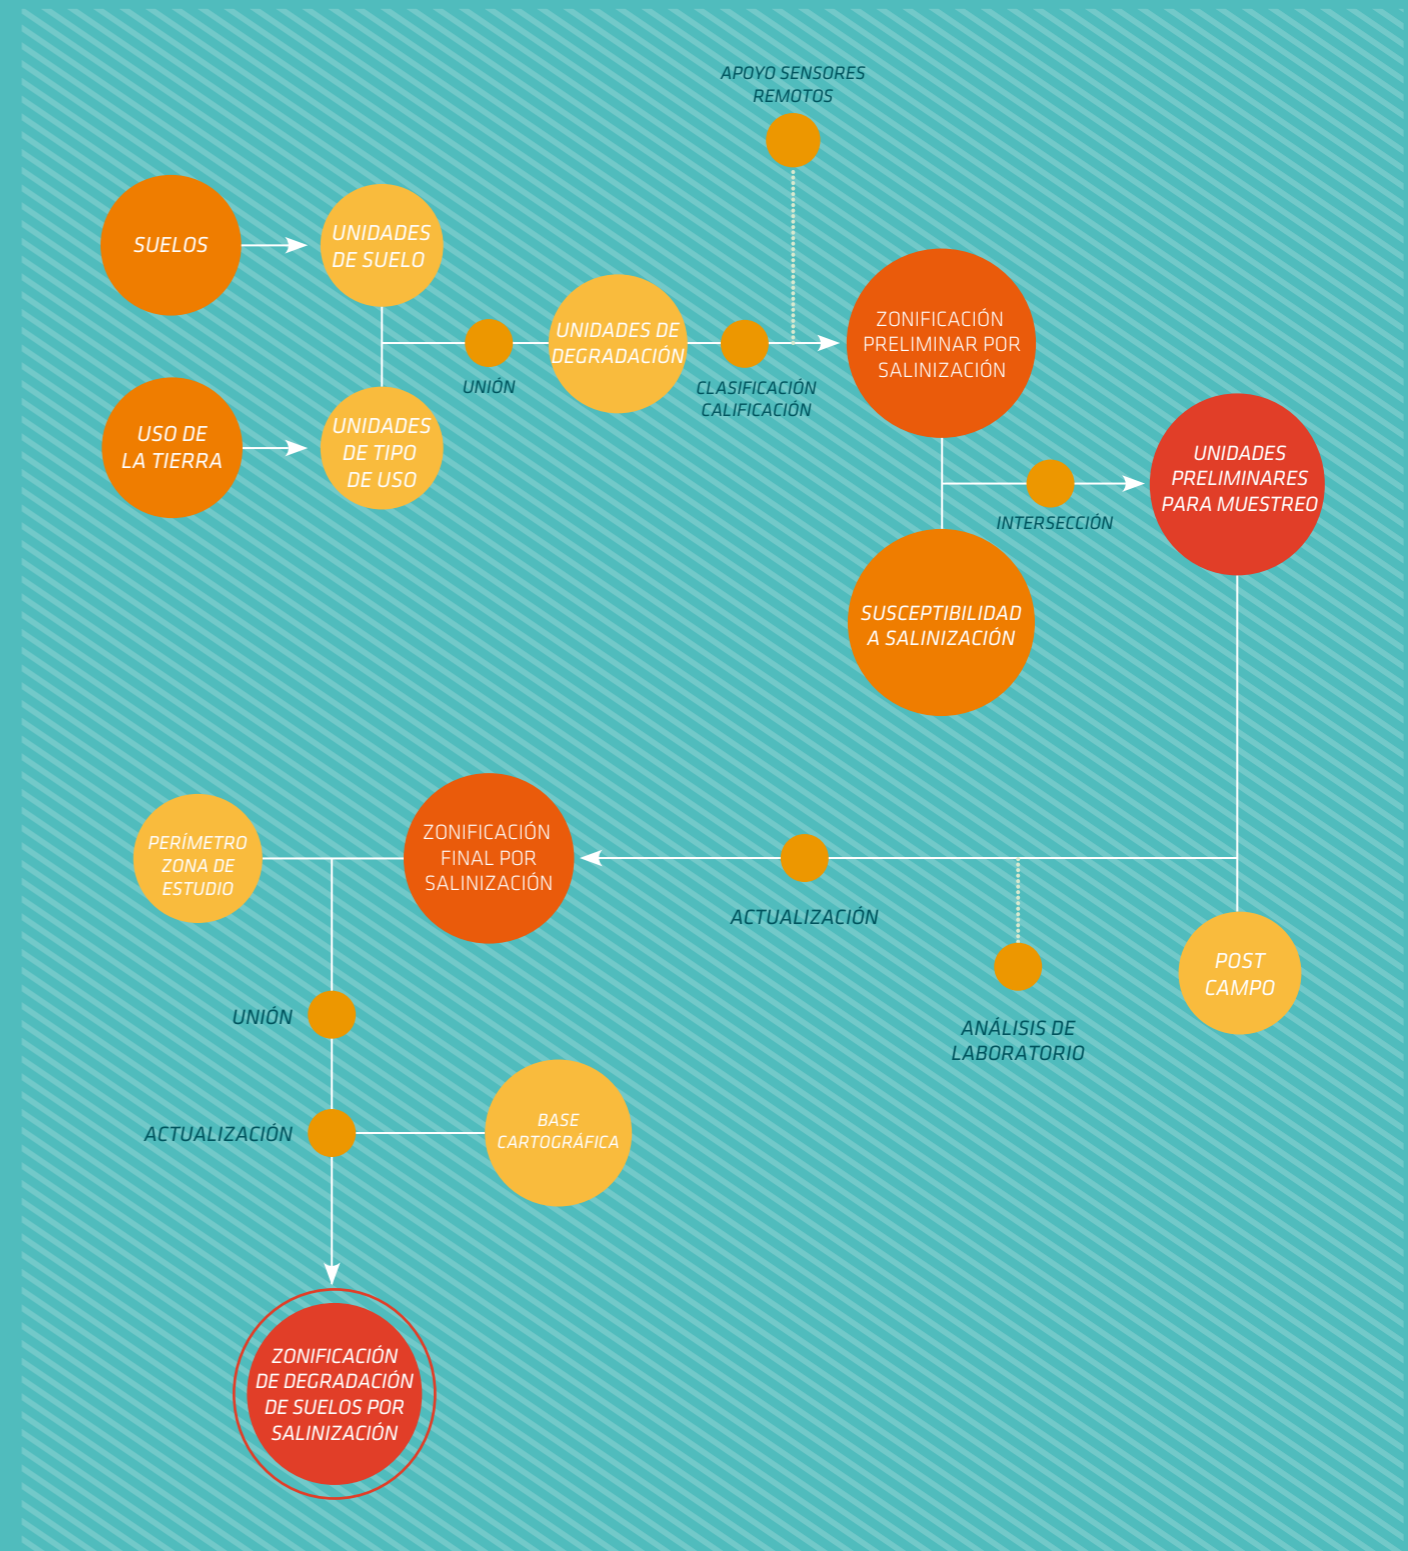 APOYO SENSORES
REMOTOS
SUELOS
UNIDADES
DE SUELO
UNIDADES DE
DEGRADACIÓN
UNIÓN
CLASIFICACIÓN
CALIFICACIÓN
ZONIFICACIÓN
PRELIMINAR POR
SALINIZACIÓN
USO DE
LA TIERRA
UNIDADES
DE TIPO
DE USO
UNIDADES
PRELIMINARES
PARA MUESTREO
INTERSECCIÓN
SUSCEPTIBILIDAD
A SALINIZACIÓN
PERÍMETRO
ZONA DE
ESTUDIO
ZONIFICACIÓN
FINAL POR
SALINIZACIÓN
ACTUALIZACIÓN
POST
CAMPO
ANÁLISIS DE
LABORATORIO
UNIÓN
ACTUALIZACIÓN
BASE
CARTOGRÁFICA
ZONIFICACIÓN
DE DEGRADACIÓN
DE SUELOS POR
SALINIZACIÓN